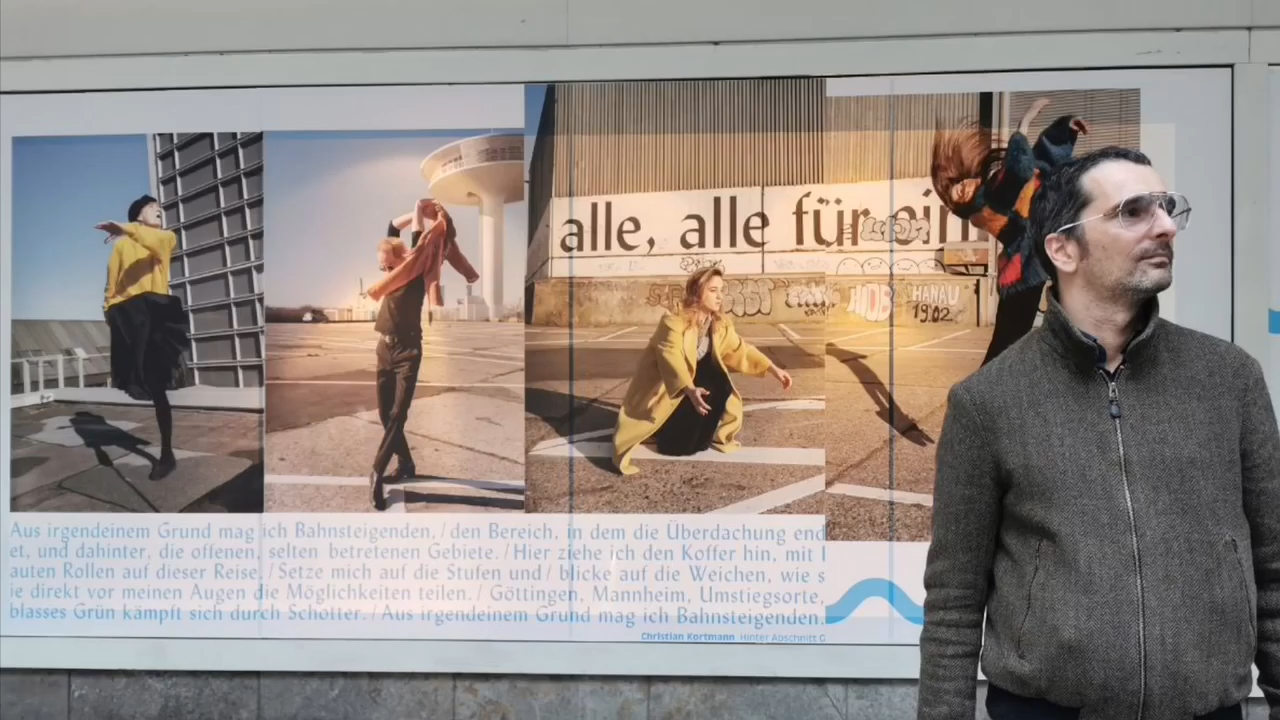 alle, alle für ein
HANAU
19.02
Aus irgendeinem Grund mag ich Bahnsteigenden, / den Bereich, in dem die Überdachung end
et, und dahinter, die offenen, selten betretenen Gebiete. / Hier ziehe ich den Koffer hin, mit l
auten Rollen auf dieser Reise. / Setze mich auf die Stufen und / blicke auf die Weichen, wie s
ie direkt vor meinen Augen die Möglichkeiten teilen. / Göttingen, Mannheim, Umstiegsorte,
blasses Grün kämpft sich durch Schotter. / Aus irgendeinem Grund mag ich Bahnsteigenden.
Christian Kortmann Hinter Abschnitt G